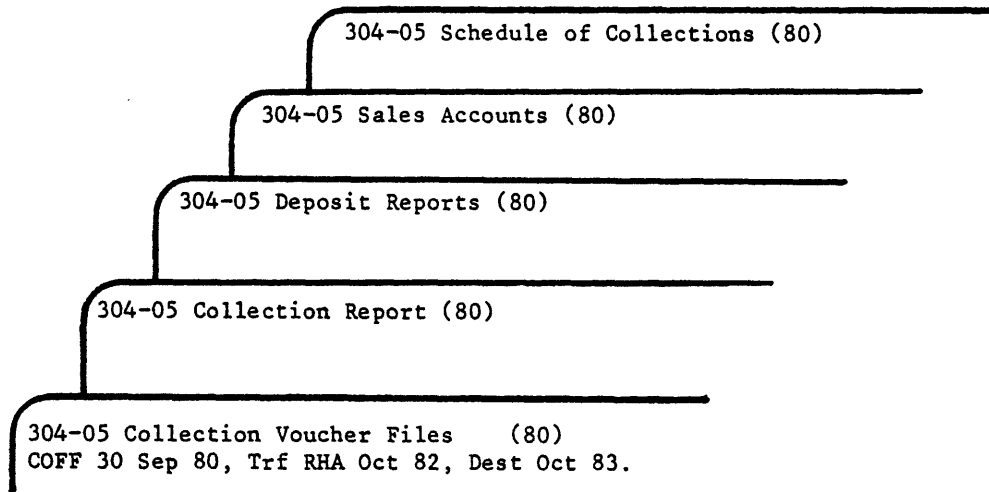 304-05 Schedule of Collections (80)
304-05 Sales Accounts (80)
304-05 Deposit Reports (80)
304-05 Collection Report (80)
304-05 Collection Voucher Files (80)
COFF 30 Sep 80, Trf RHA Oct 82, Dest Oct 83.